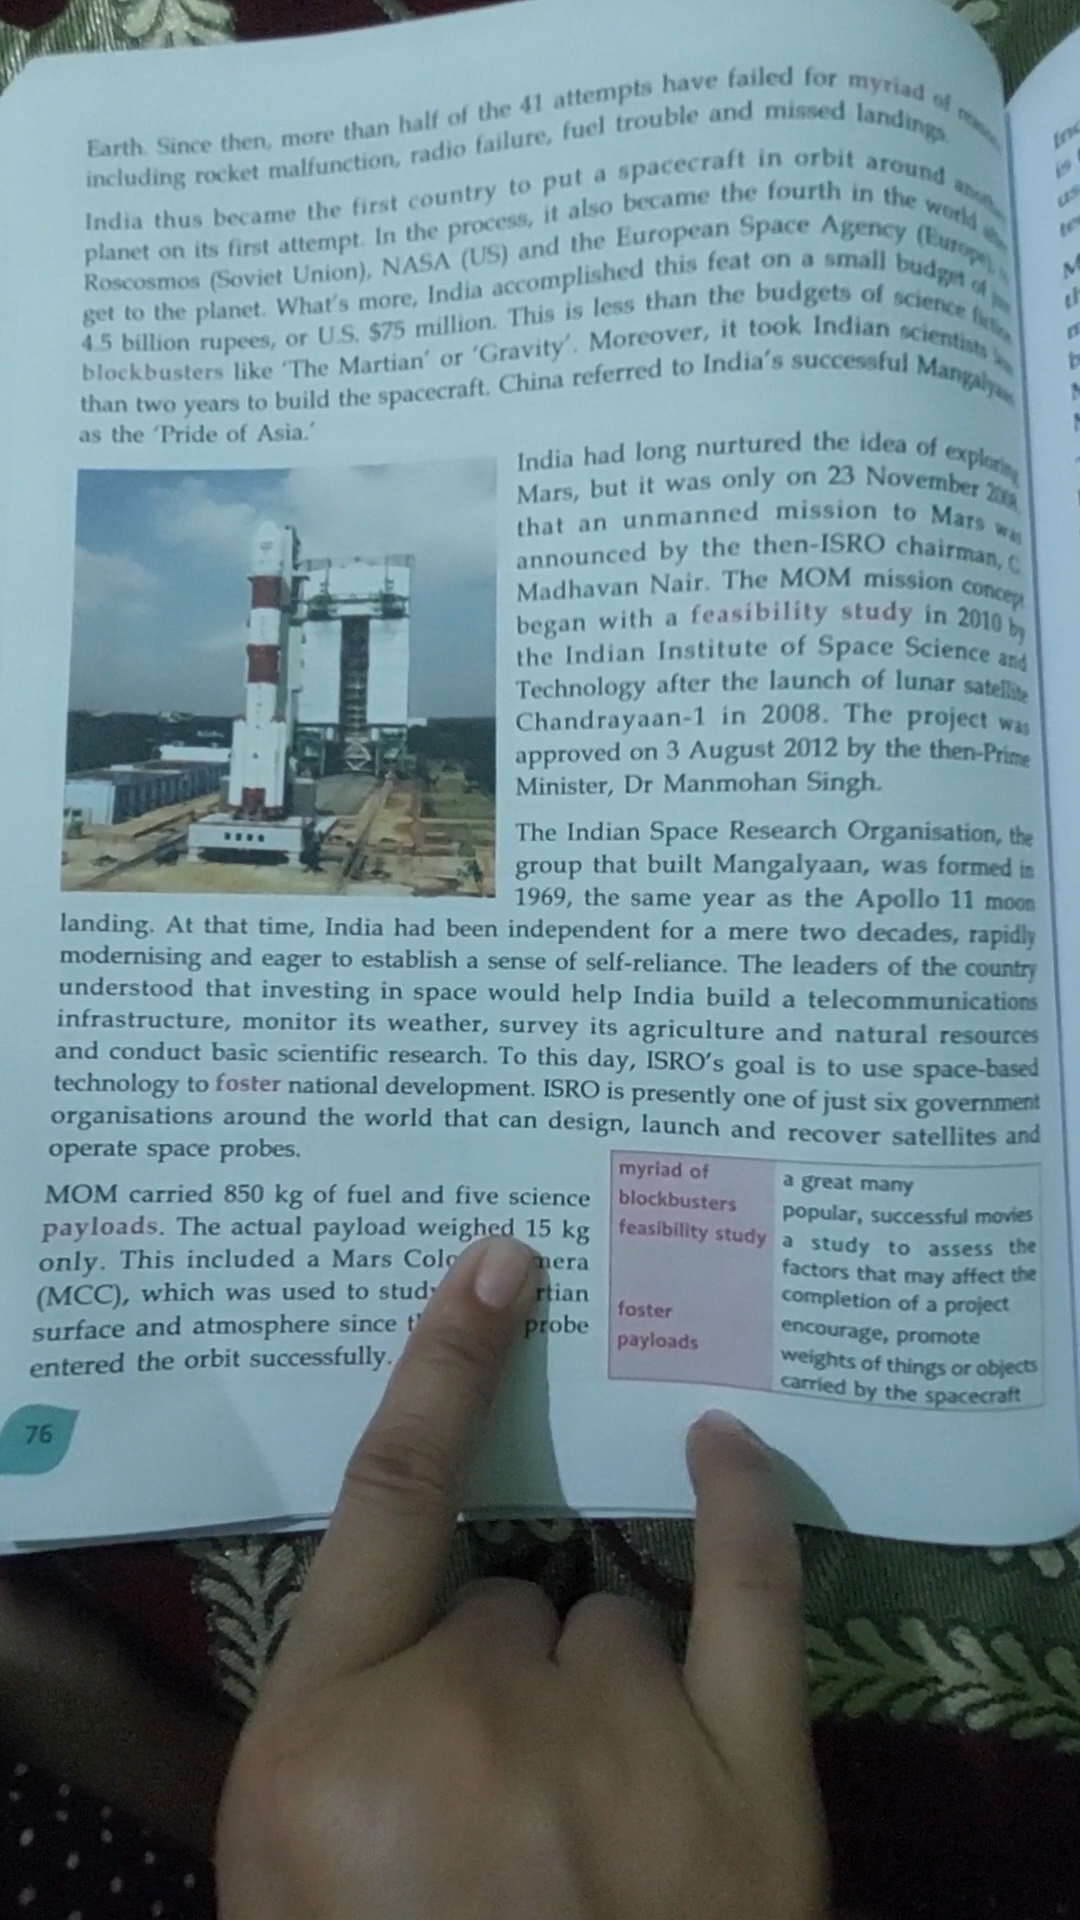 Earth. Since then, more than half of the 41 attempts have failed for myriad of
including rocket malfunction, radio failure, fuel trouble and missed landings.
India thus became the first country to put a spacecraft in orbit around
planet on its first attempt. In the process, it also became the fourth in the world
Roscosmos (Soviet Union), NASA (US) and the European Space Agency (Europe),
get to the planet. What's more, India accomplished this feat on a small budget of
4.5 billion rupees, or U.S. $75 million. This is less than the budgets of science fiction
blockbusters like 'The Martian' or 'Gravity'. Moreover, it took Indian scientists
than two years to build the spacecraft. China referred to India's successful Mangalyaan
as the 'Pride of Asia.'
India had long nurtured the idea of exploring
Mars, but it was only on 23 November 2008,
that an unmanned mission to Mars was
announced by the then-ISRO chairman, G
Madhavan Nair. The MOM mission concept
began with a feasibility study in 2010 by
the Indian Institute of Space Science and
Technology after the launch of lunar satellite
Chandrayaan-1 in 2008. The project was
approved on 3 August 2012 by the then-Prime
Minister, Dr Manmohan Singh.
The Indian Space Research Organisation, the
group that built Mangalyaan, was formed in
1969, the same year as the Apollo 11 moon
landing. At that time, India had been independent for a mere two decades, rapidly
modernising and eager to establish a sense of self-reliance. The leaders of the country
understood that investing in space would help India build a telecommunications
infrastructure, monitor its weather, survey its agriculture and natural resources
and conduct basic scientific research. To this day, ISRO's goal is to use space-based
technology to foster national development. ISRO is presently one of just six government
organisations around the world that can design, launch and recover satellites and
operate space probes.
MOM carried 850 kg of fuel and five science
payloads. The actual payload weighed 15 kg
only. This included a Mars
(MCC), which was used to
surface and atmosphere since probe
entered the orbit successfully.
myriad of a great many
blockbusters popular, successful movies
feasibility study a study to assess the
factors that may affect the
completion of a project
foster encourage, promote
payloads weights of things or objects
carried by the spacecraft
76